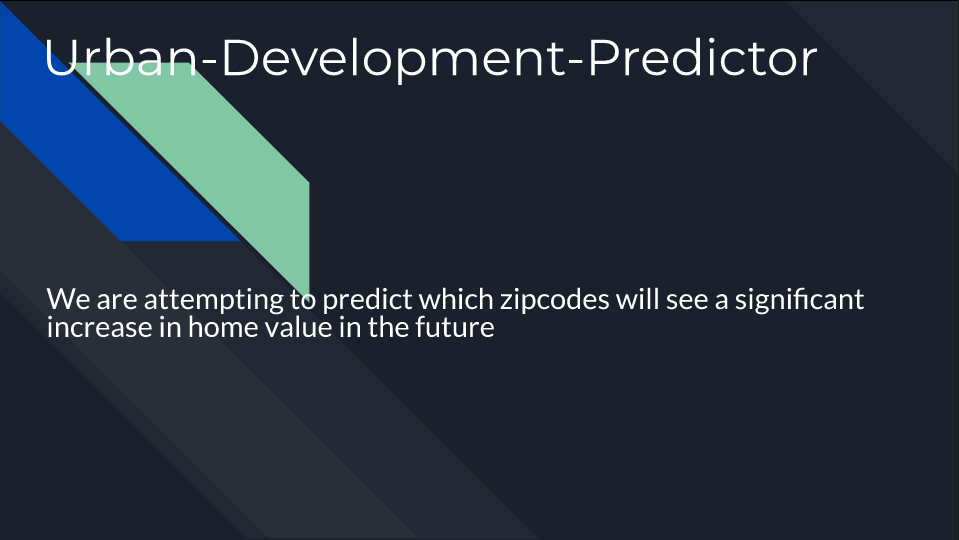 Urban-Development-Predictor
We are attempting to predict which zipcodes will see a significant
increase in home value in the future